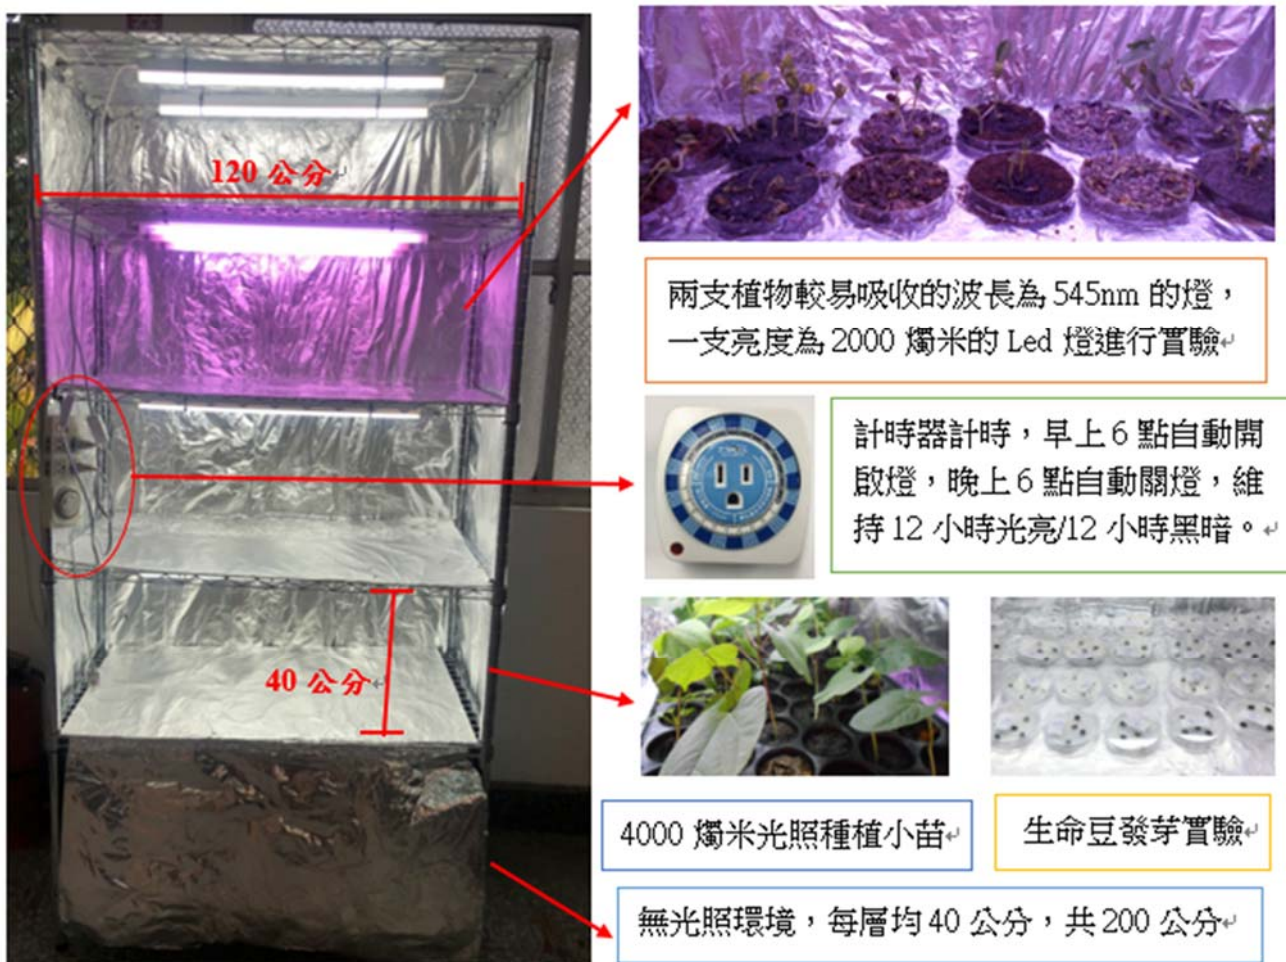 120 公分
40 公分
兩支植物較易吸收的波長為 545nm 的燈，
一支亮度為 2000 燭米的 Led 燈進行實驗
計時器計時，早上 6 點自動開
啟燈，晚上 6 點自動關燈，維
持 12 小時光亮/12 小時黑暗。
4000 燭米光照種植小苗
生命豆發芽實驗
無光照環境，每層均 40 公分，共 200 公分